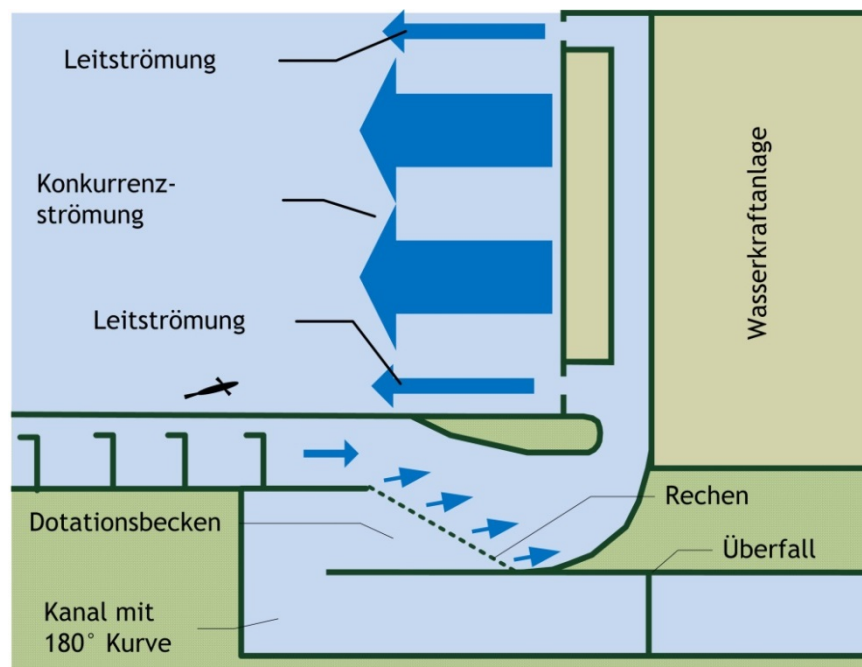 Leitströmung
Konkurrenz-
strömung
Leitströmung
Wasserkraftanlage
Rechen
Dotationsbecken
Überfall
Kanal mit
180° Kurve